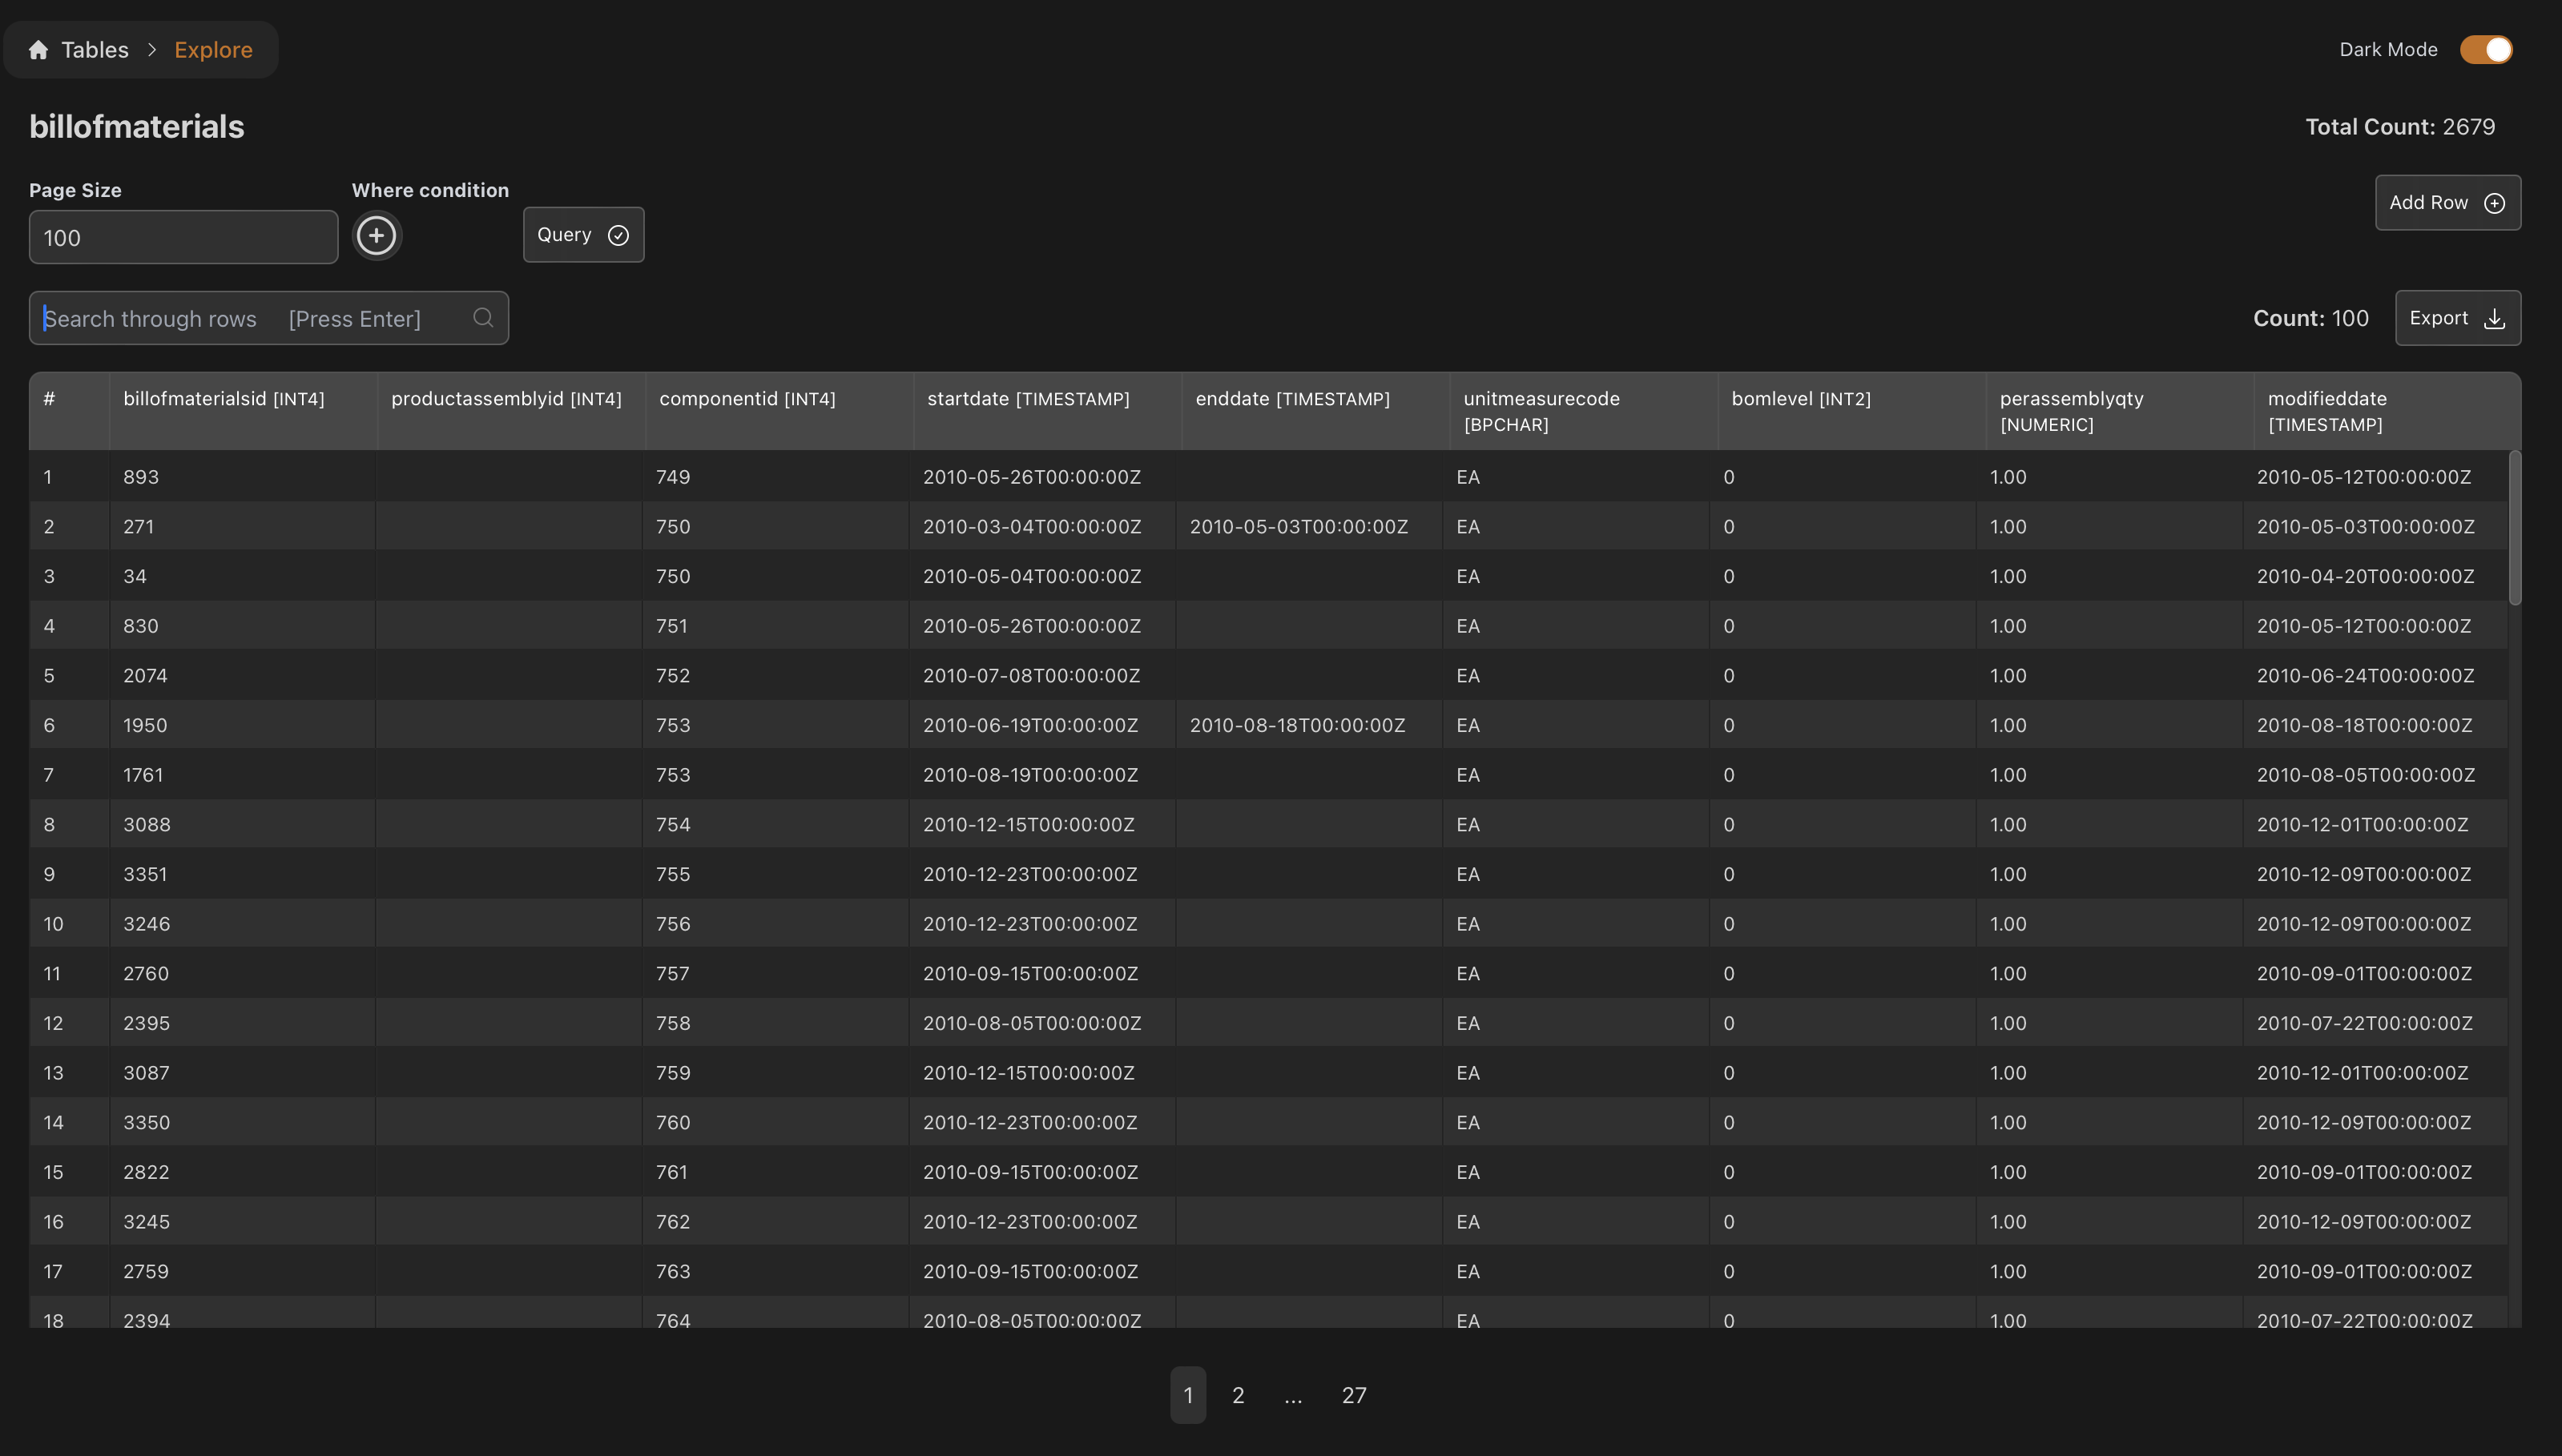 Tables > Explore
Dark Mode
billofmaterials
Total Count: 2679
Page Size
Where condition
100
Query
Add Row
Search through rows [Press Enter]
Count: 100
Export
# billofmaterialsid [INT4] productassemblyid [INT4] componentid [INT4] startdate [TIMESTAMP] enddate [TIMESTAMP] unitmeasurecode [BPCHAR] bomlevel [INT2] perassemblyqty [NUMERIC] modifieddate [TIMESTAMP]
1 893 749 2010-05-26T00:00:00Z EA 0 1.00 2010-05-12T00:00:00Z
2 271 750 2010-03-04T00:00:00Z 2010-05-03T00:00:00Z EA 0 1.00 2010-05-03T00:00:00Z
3 34 750 2010-05-04T00:00:00Z EA 0 1.00 2010-04-20T00:00:00Z
4 830 751 2010-05-26T00:00:00Z EA 0 1.00 2010-05-12T00:00:00Z
5 2074 752 2010-07-08T00:00:00Z EA 0 1.00 2010-06-24T00:00:00Z
6 1950 753 2010-06-19T00:00:00Z 2010-08-18T00:00:00Z EA 0 1.00 2010-08-18T00:00:00Z
7 1761 753 2010-08-19T00:00:00Z EA 0 1.00 2010-08-05T00:00:00Z
8 3088 754 2010-12-15T00:00:00Z EA 0 1.00 2010-12-01T00:00:00Z
9 3351 755 2010-12-23T00:00:00Z EA 0 1.00 2010-12-09T00:00:00Z
10 3246 756 2010-12-23T00:00:00Z EA 0 1.00 2010-12-09T00:00:00Z
11 2760 757 2010-09-15T00:00:00Z EA 0 1.00 2010-09-01T00:00:00Z
12 2395 758 2010-08-05T00:00:00Z EA 0 1.00 2010-07-22T00:00:00Z
13 3087 759 2010-12-15T00:00:00Z EA 0 1.00 2010-12-01T00:00:00Z
14 3350 760 2010-12-23T00:00:00Z EA 0 1.00 2010-12-09T00:00:00Z
15 2822 761 2010-09-15T00:00:00Z EA 0 1.00 2010-09-01T00:00:00Z
16 3245 762 2010-12-23T00:00:00Z EA 0 1.00 2010-12-09T00:00:00Z
17 2759 763 2010-09-15T00:00:00Z EA 0 1.00 2010-09-01T00:00:00Z
18 2394 764 2010-08-05T00:00:00Z EA 0 1.00 2010-07-22T00:00:00Z
1 2 ... 27